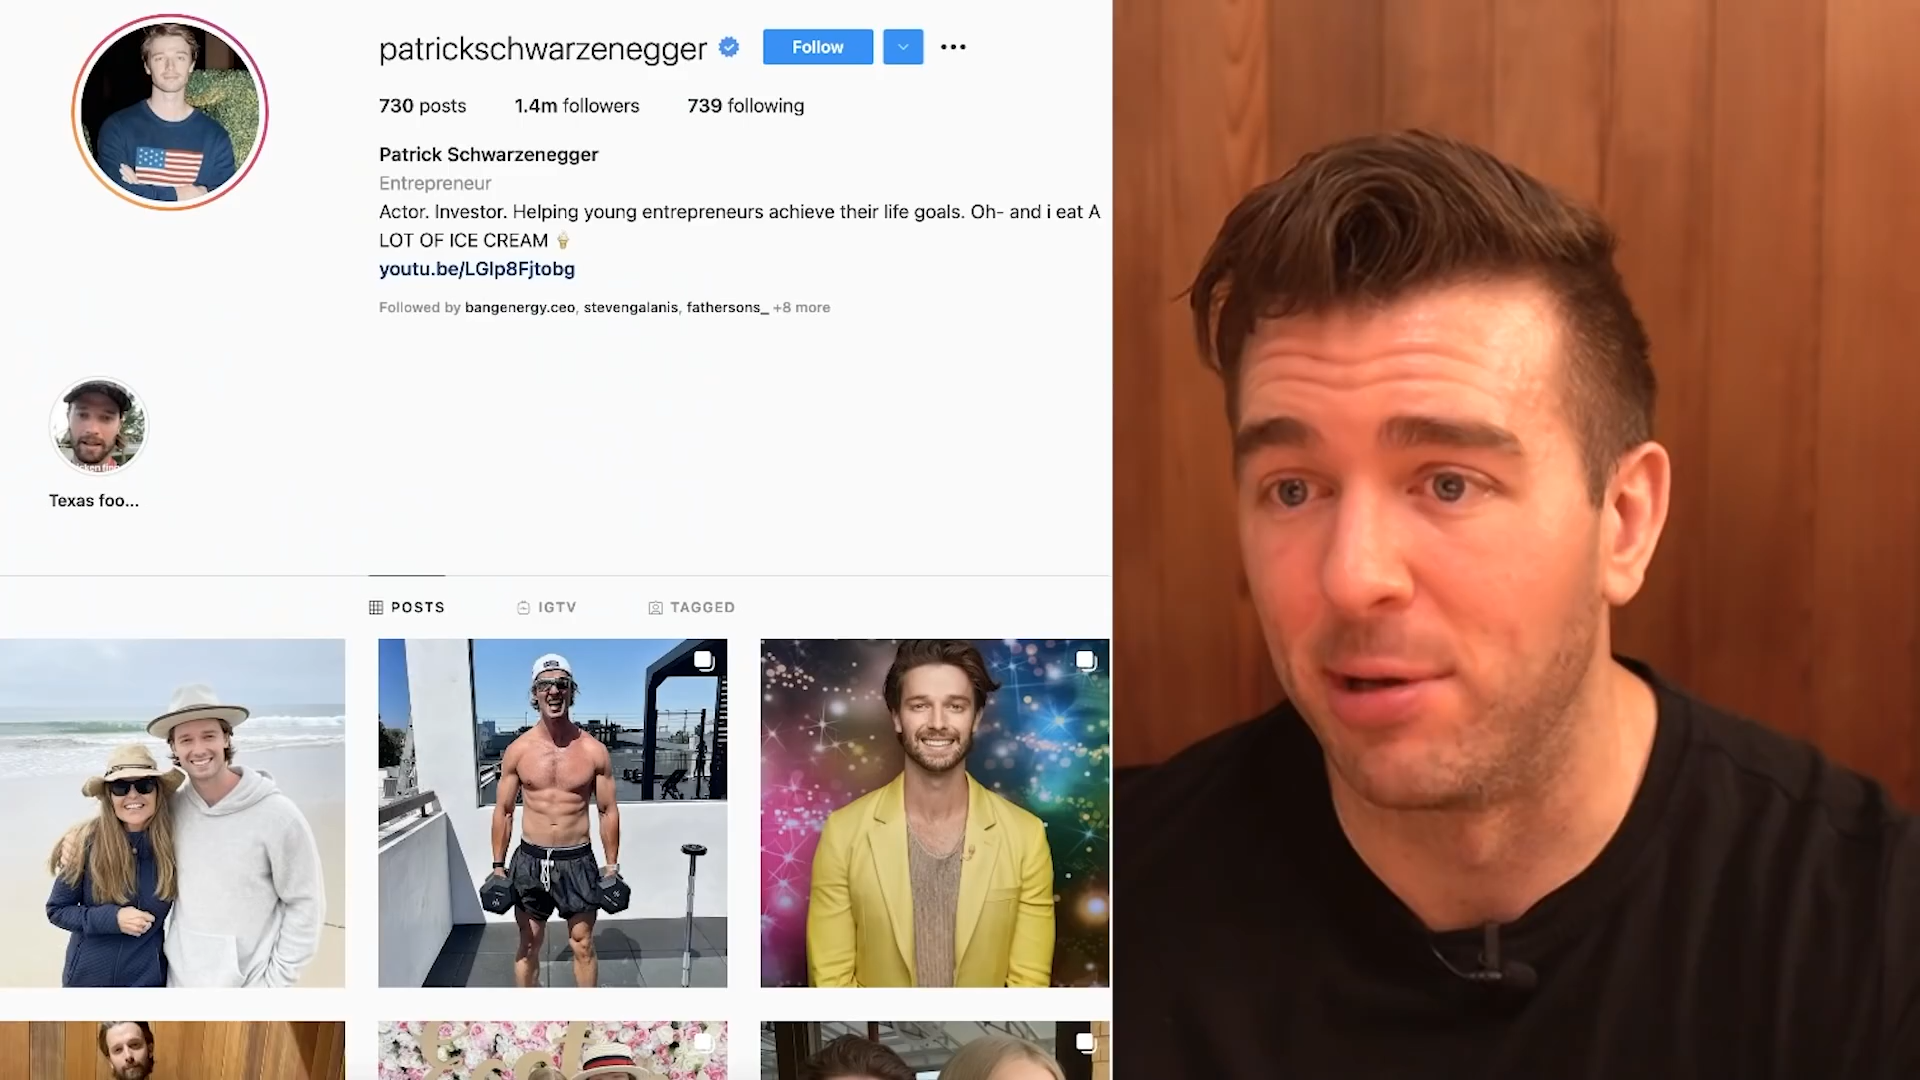 patrickschwarzenegger
Follow
730 posts 1.4m followers 739 following
Patrick Schwarzenegger
Entrepreneur
Actor. Investor. Helping young entrepreneurs achieve their life goals. Oh- and i eat A
LOT OF ICE CREAM 🍦
youtu.be/LGIp8Fjtobg
Followed by bangenergy.ceo, stevengalanis, fathersons_ +8 more
Texas foo...
POSTS IGTV TAGGED